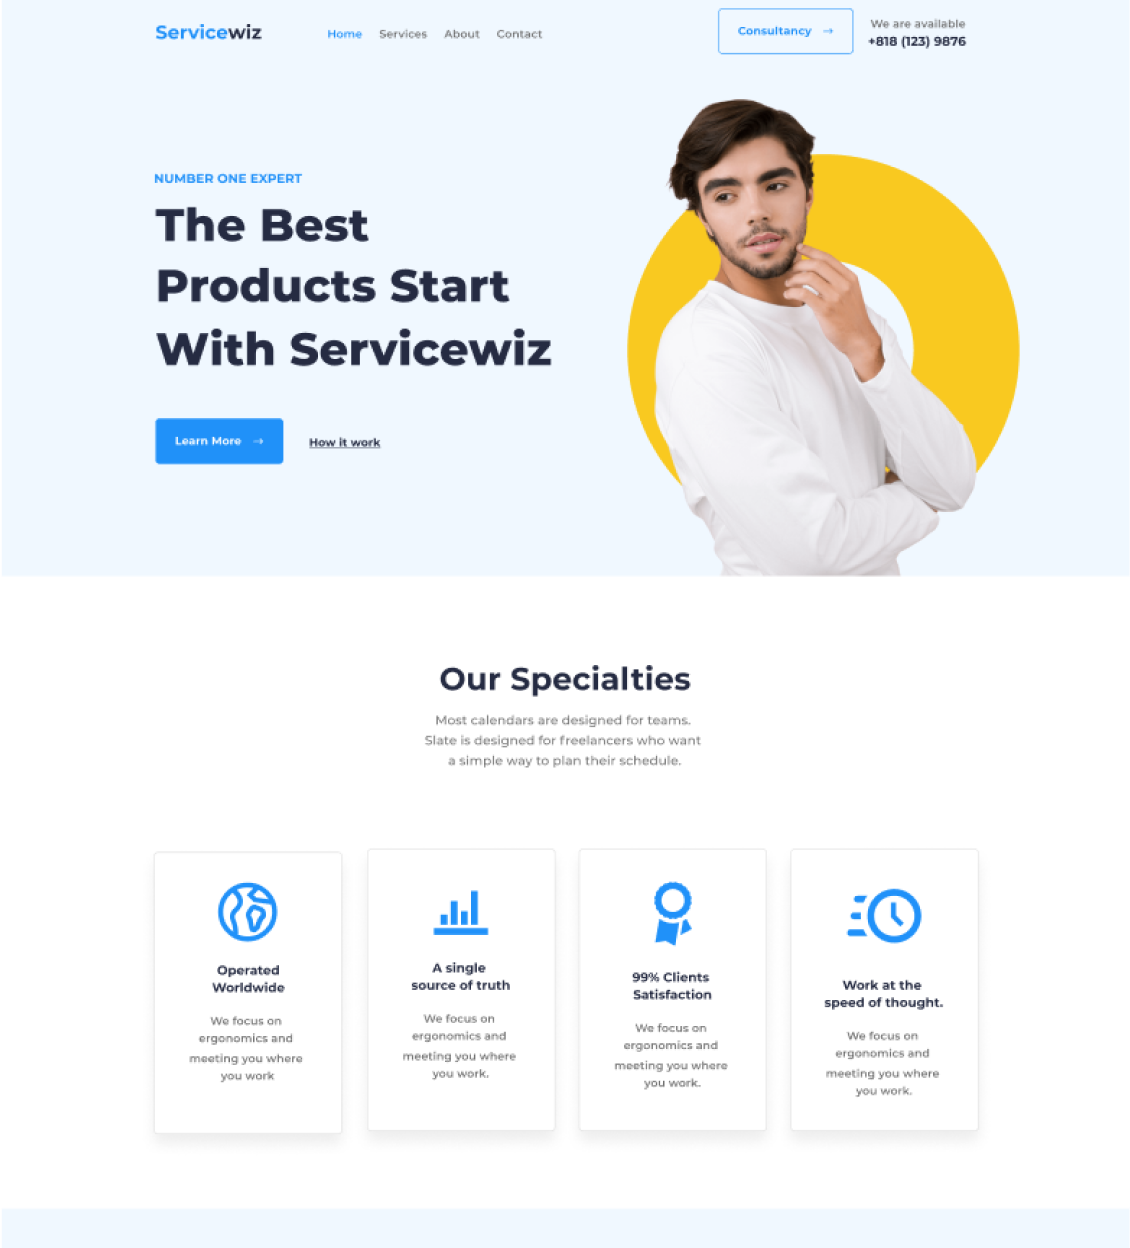 Servicewiz
Home Services About Contact
Consultancy →
We are available
+818 (123) 9876
NUMBER ONE EXPERT
The Best
Products Start
With Servicewiz
Learn More →
How it work
Our Specialties
Most calendars are designed for teams.
Slate is designed for freelancers who want
a simple way to plan their schedule.
Operated
Worldwide
We focus on
ergonomics and
meeting you where
you work
A single
source of truth
We focus on
ergonomics and
meeting you where
you work.
99% Clients
Satisfaction
We focus on
ergonomics and
meeting you where
you work.
Work at the
speed of thought.
We focus on
ergonomics and
meeting you where
you work.